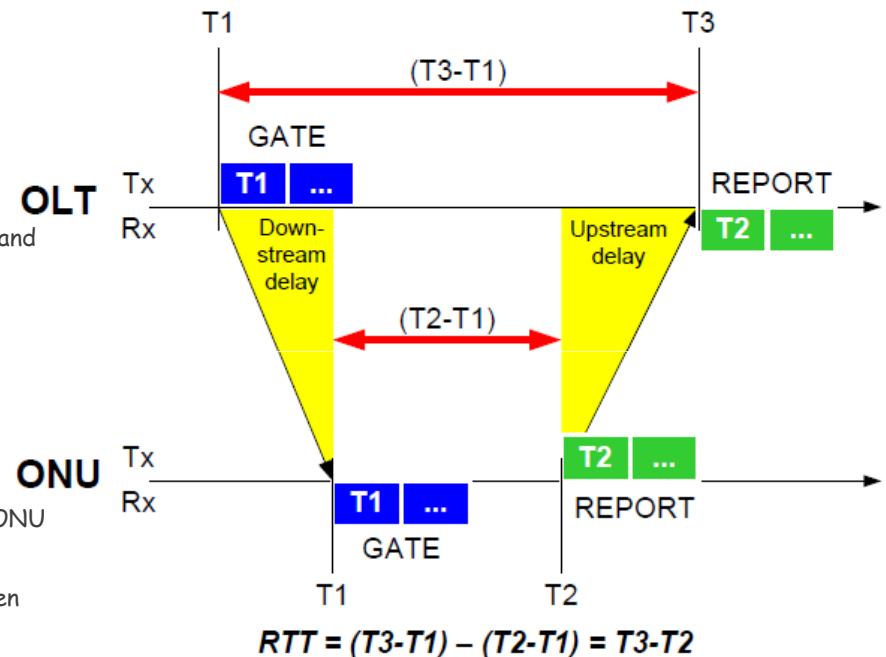 T1 T3
(T3-T1)
GATE
OLT Tx T1 ... REPORT
Rx T2 ...
and
Down-
stream
delay
Upstream
delay
(T2-T1)
ONU Tx T2 ...
Rx T1 ... REPORT
ONU
GATE
en
T1 T2
RTT = (T3-T1) – (T2-T1) = T3-T2